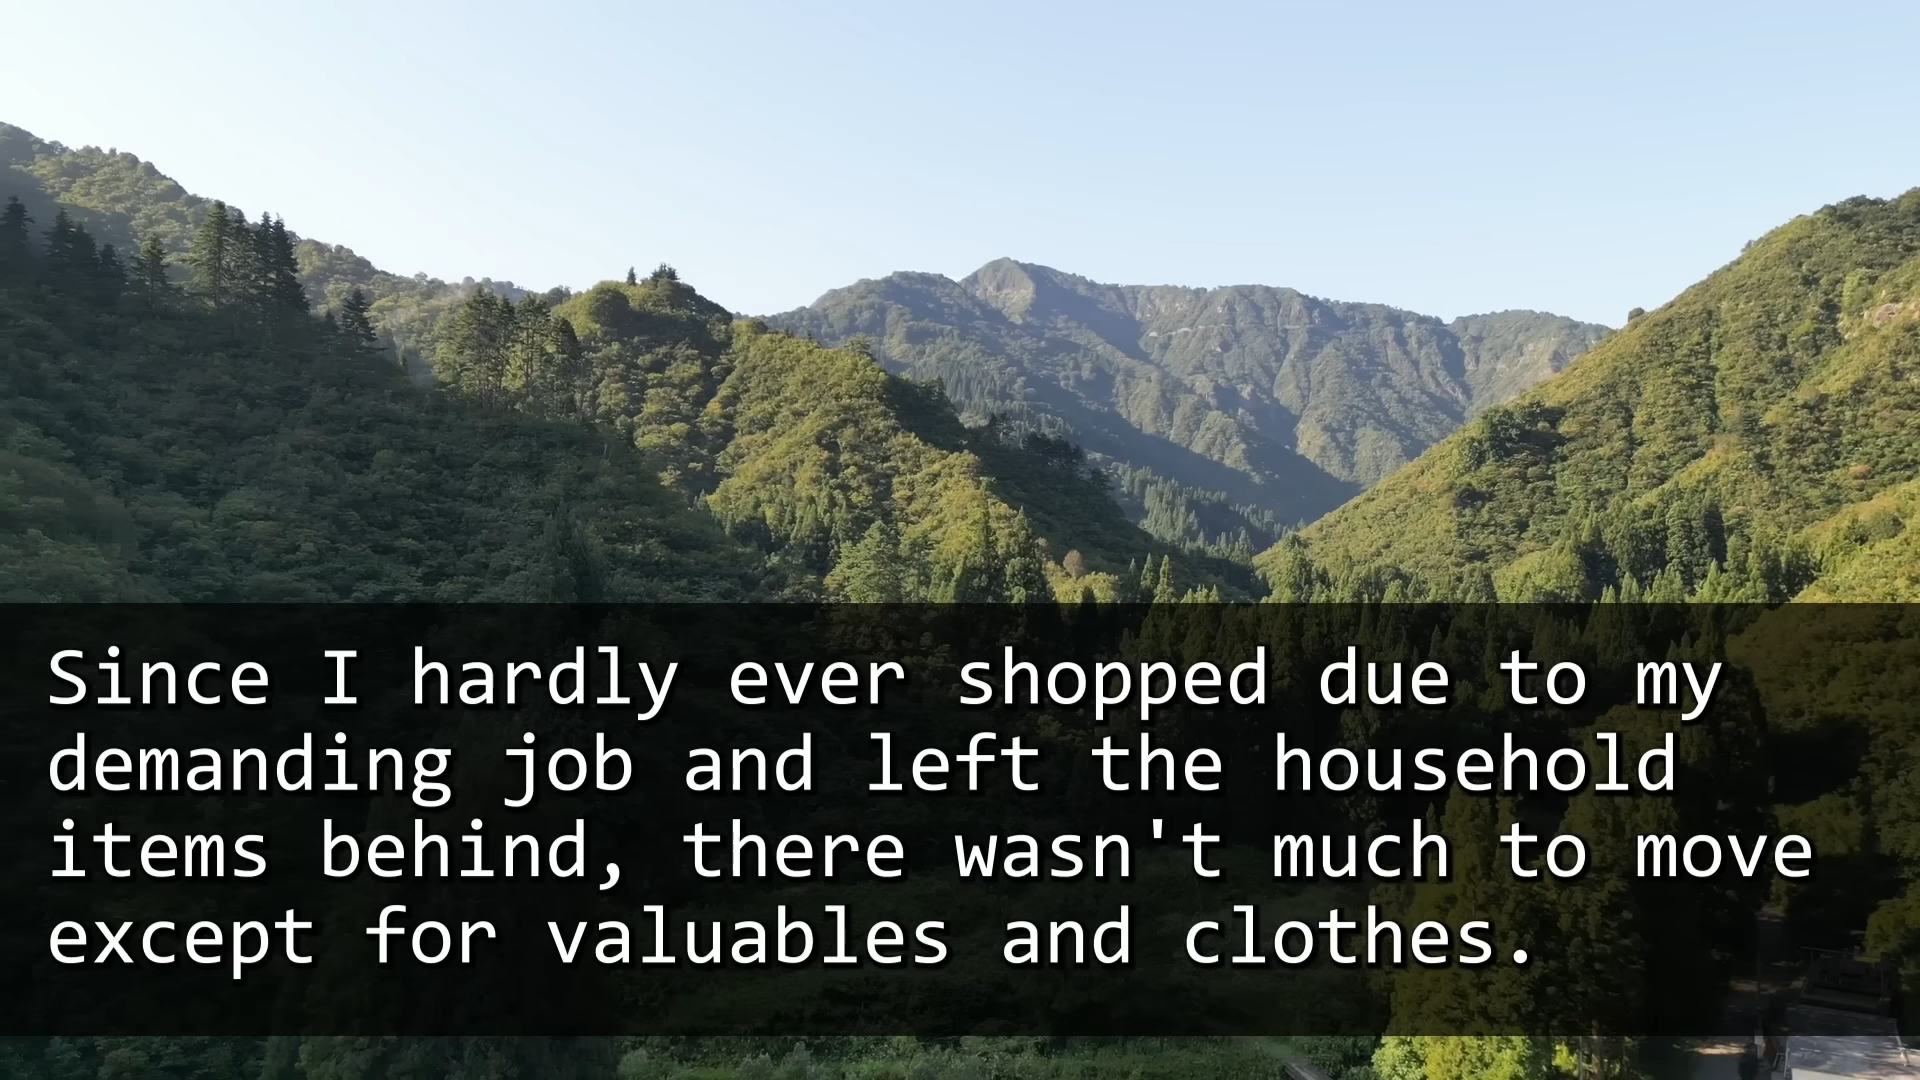 Since I hardly ever shopped due to my
demanding job and left the household
items behind, there wasn't much to move
except for valuables and clothes.